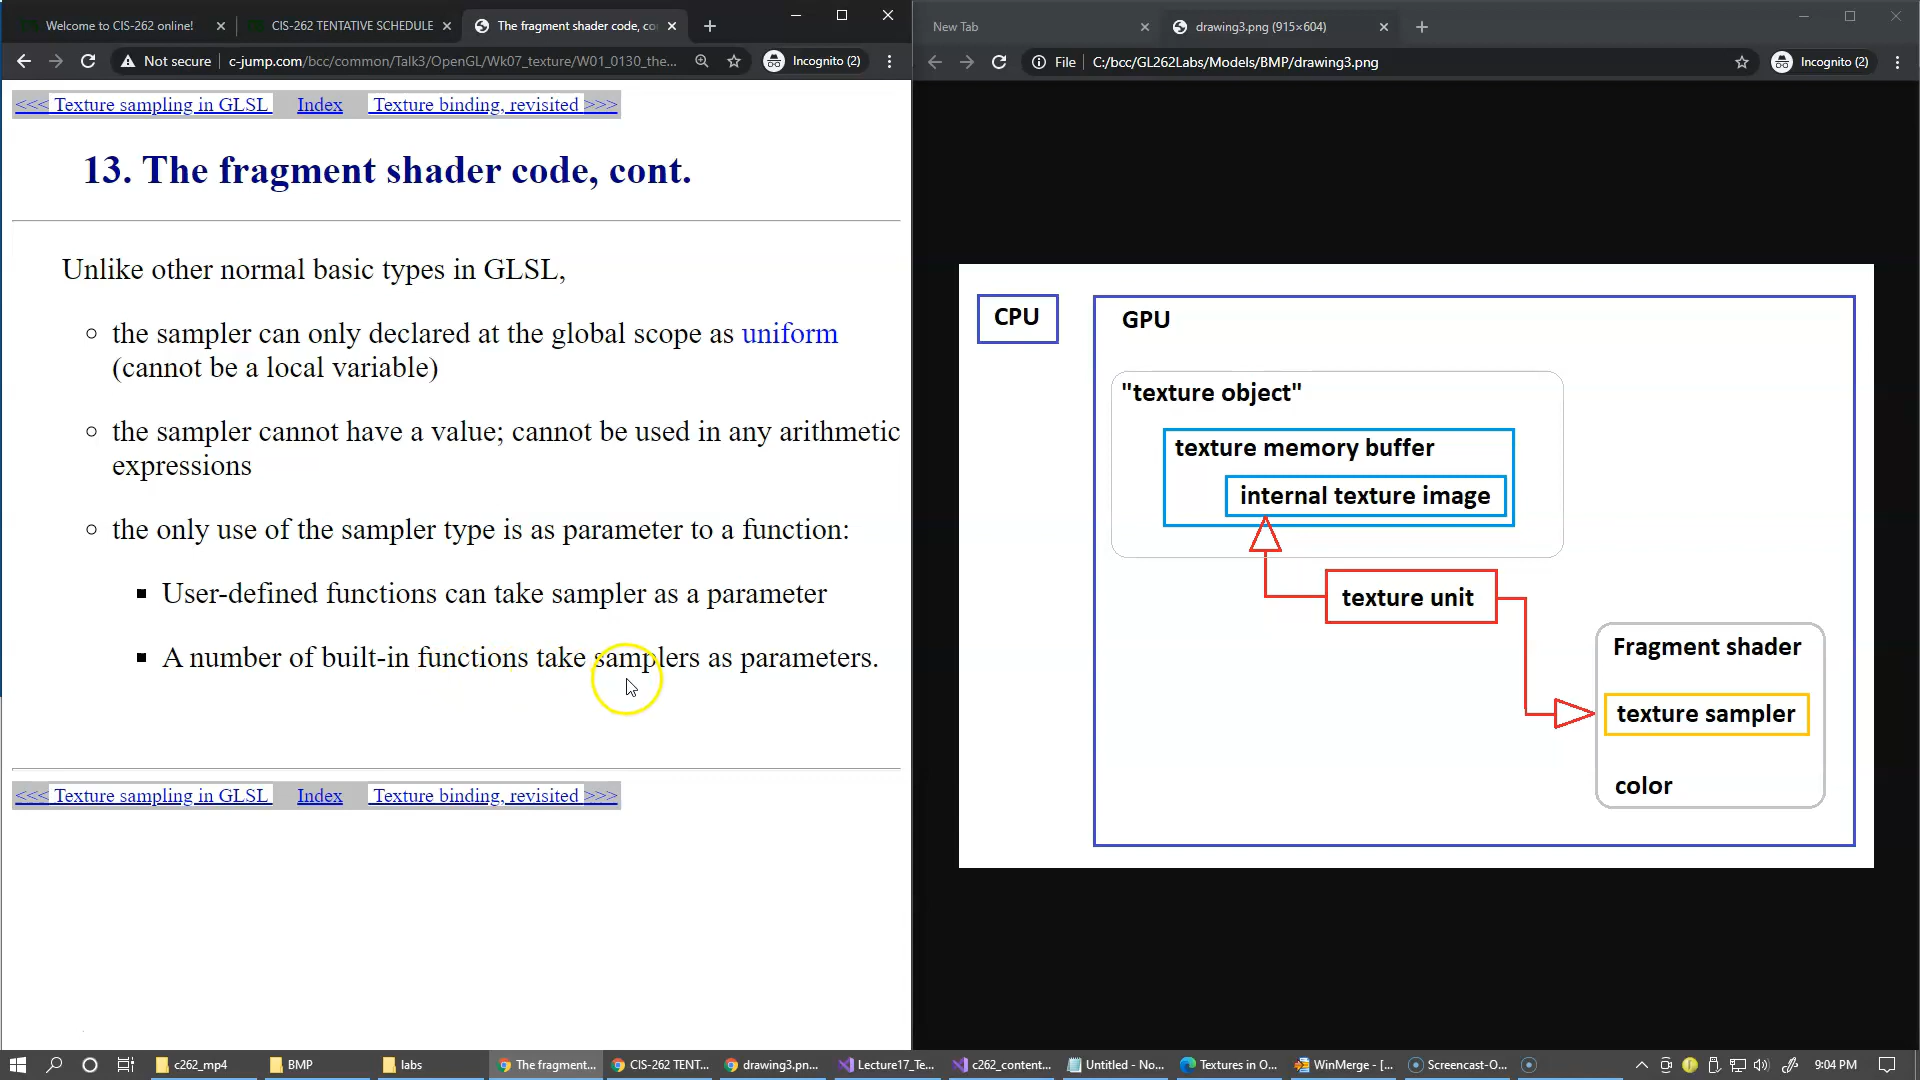 Welcome to CIS-262 online!
CIS-262 TENTATIVE SCHEDULE
The fragment shader code, co
Not secure
c-jump.com/bcc/common/Talk3/OpenGL/Wk07_texture/W01_0130_the...
Incognito (2)
<<< Texture sampling in GLSL Index Texture binding, revisited >>>
13. The fragment shader code, cont.
Unlike other normal basic types in GLSL,
the sampler can only declared at the global scope as uniform
(cannot be a local variable)
the sampler cannot have a value; cannot be used in any arithmetic
expressions
the only use of the sampler type is as parameter to a function:
User-defined functions can take sampler as a parameter
A number of built-in functions take samplers as parameters.
<<< Texture sampling in GLSL Index Texture binding, revisited >>>
New Tab
drawing3.png (915×604)
File
C:/bcc/GL262Labs/Models/BMP/drawing3.png
Incognito (2)
CPU
GPU
"texture object"
texture memory buffer
internal texture image
texture unit
Fragment shader
texture sampler
color
c262_mp4
BMP
labs
The fragment...
CIS-262 TENT...
drawing3.pn...
Lecture17_Te...
c262_content...
Untitled - No...
Textures in O...
WinMerge - [...
Screencast-O...
9:04 PM